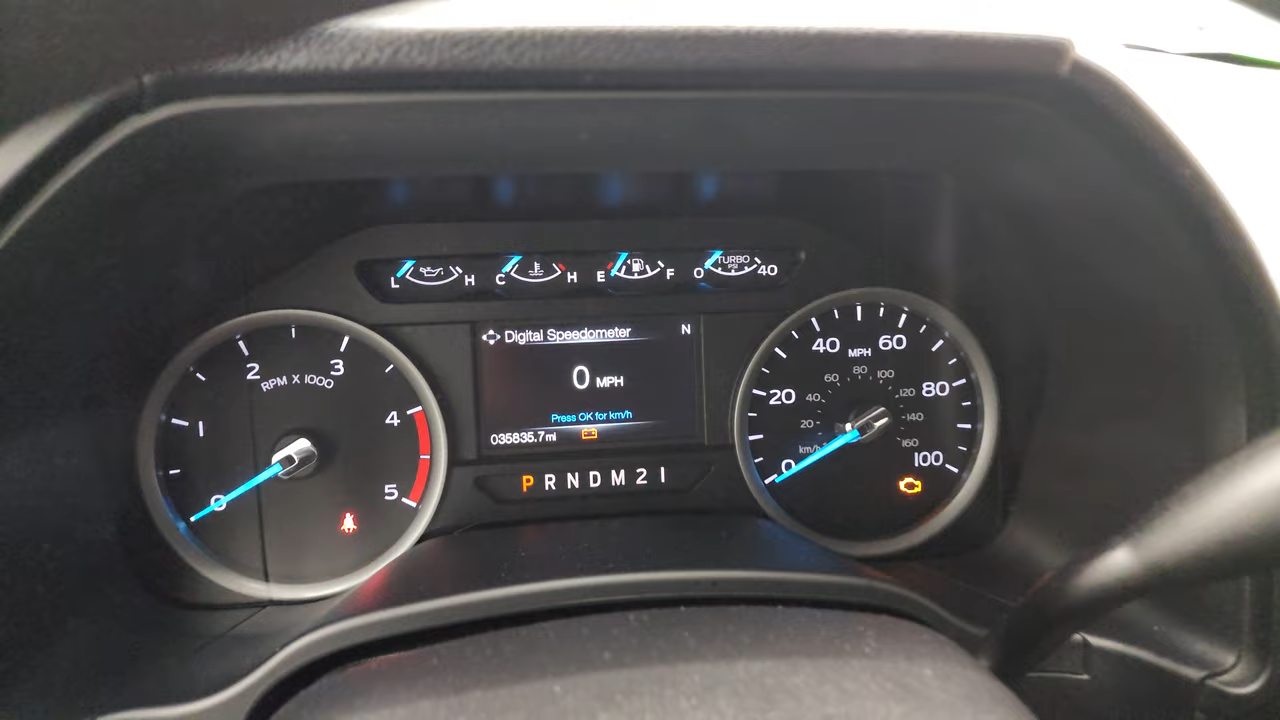 L H C H E F 0 TURBO PSI 40
Digital Speedometer N
0 MPH
Press OK for km/h
035835.7mi
P R N D M 2 1
0 1 2 3 4 5
RPM X 1000
0 20 40 60 80 100
MPH
20 40 60 80 100 120 140 160
km/h